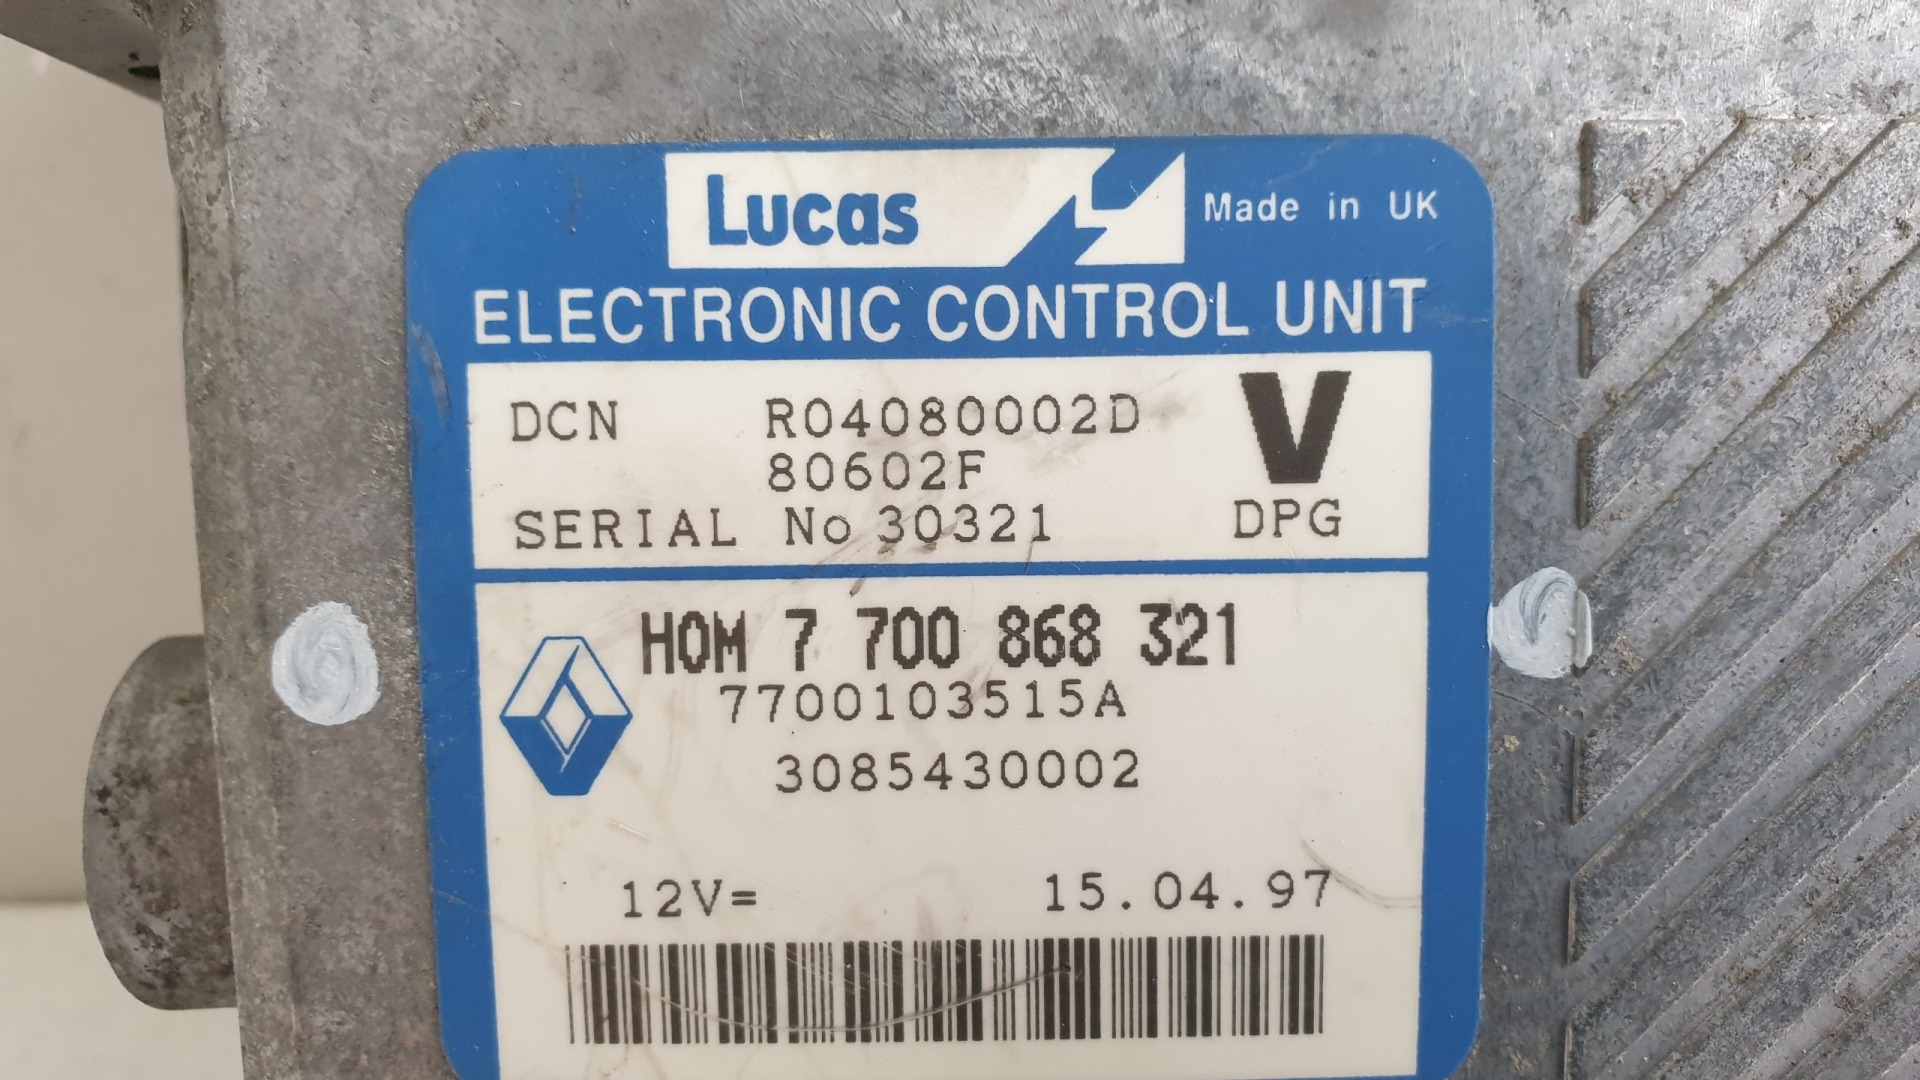 Lucas
Made in UK
ELECTRONIC CONTROL UNIT
DCN R04080002D V
80602F
SERIAL No 30321 DPG
HOM 7 700 868 321
7700103515A
3085430002
12V= 15.04.97